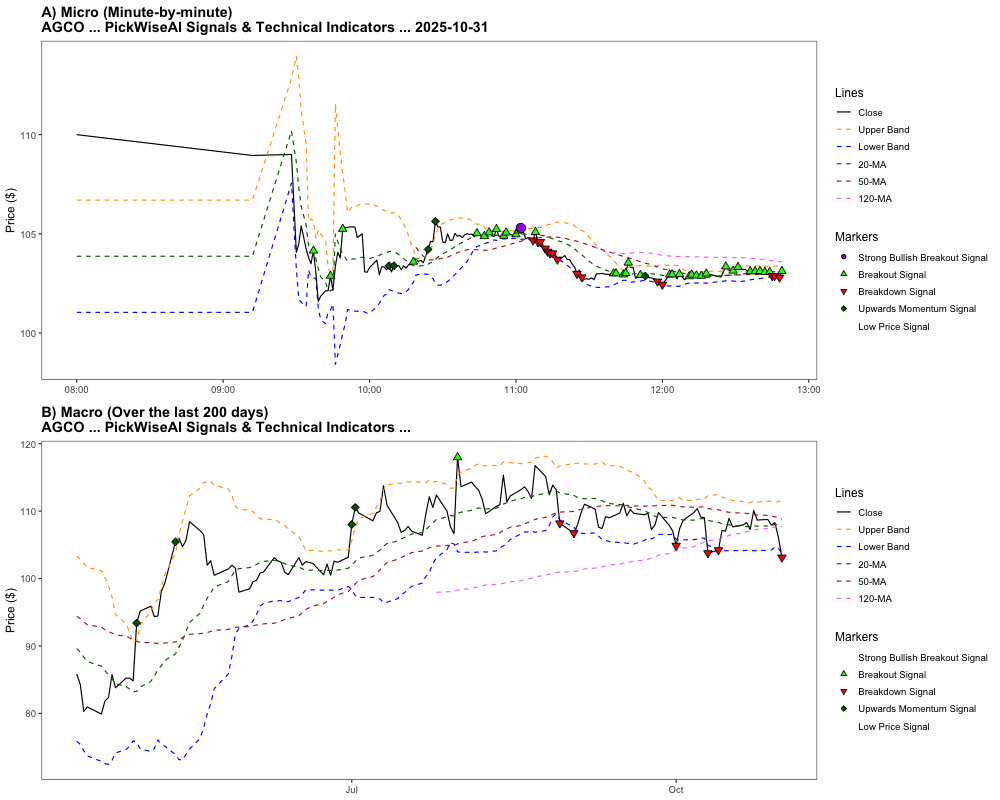 A) Micro (Minute-by-minute)
AGCO ... PickWiseAI Signals & Technical Indicators ... 2025-10-31
Price ($)
110
105
100
08:00
09:00
10:00
11:00
12:00
13:00
Lines
Close
Upper Band
Lower Band
20-MA
50-MA
120-MA
Markers
Strong Bullish Breakout Signal
Breakout Signal
Breakdown Signal
Upwards Momentum Signal
Low Price Signal
B) Macro (Over the last 200 days)
AGCO ... PickWiseAI Signals & Technical Indicators ...
Price ($)
120
110
100
90
80
Jul
Oct
Lines
Close
Upper Band
Lower Band
20-MA
50-MA
120-MA
Markers
Strong Bullish Breakout Signal
Breakout Signal
Breakdown Signal
Upwards Momentum Signal
Low Price Signal